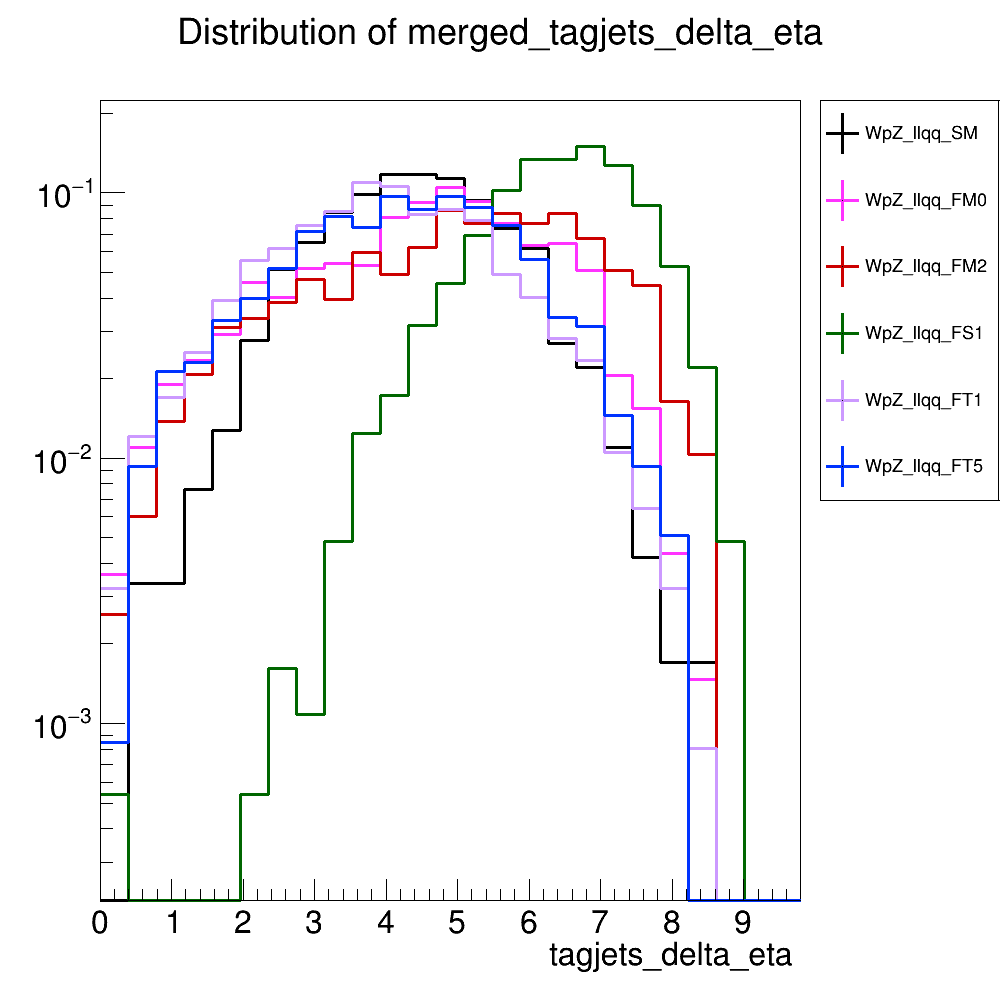 Distribution of merged_tagjets_delta_eta
10⁻¹
10⁻²
10⁻³
0 1 2 3 4 5 6 7 8 9
tagjets_delta_eta
WpZ_llqq_SM
WpZ_llqq_FM0
WpZ_llqq_FM2
WpZ_llqq_FS1
WpZ_llqq_FT1
WpZ_llqq_FT5